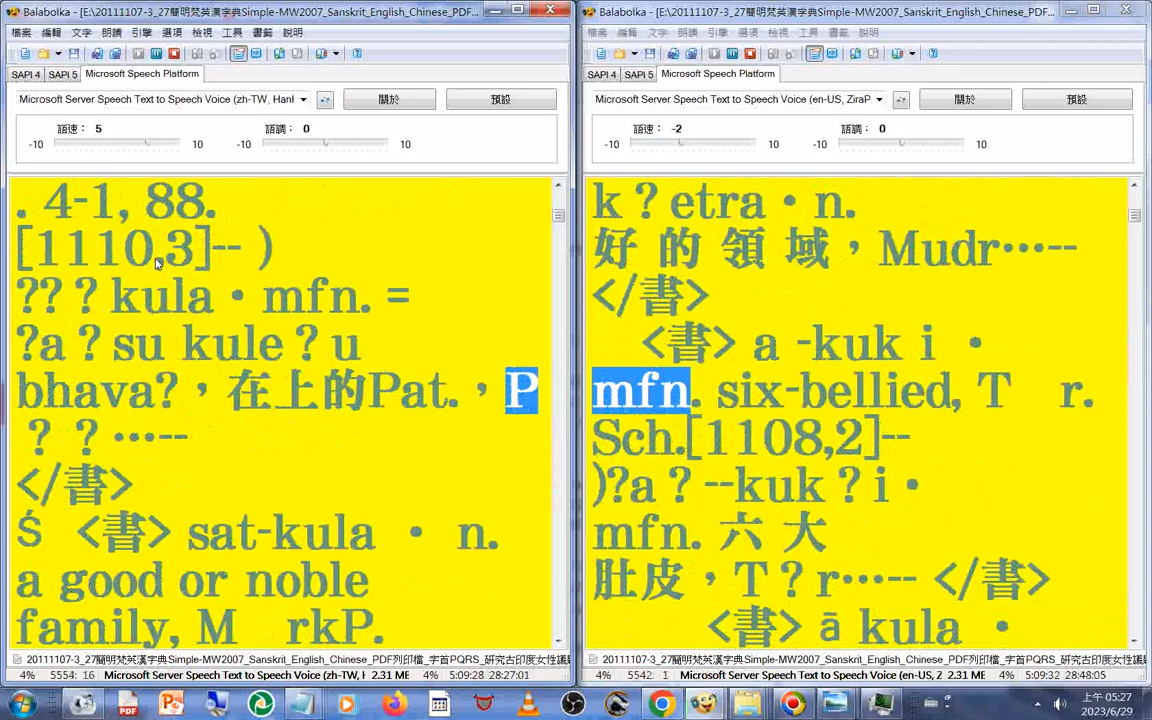 Balabolka - [E:\20111107-3_27簡明梵英漢字典Simple-MW2007_Sanskrit_English_Chinese_PDF...
檔案 編輯 文字 朗讀 引擎 選項 檢視 工具 書籤 說明
SAPI 4 SAPI 5 Microsoft Speech Platform
Microsoft Server Speech Text to Speech Voice (zh-TW, Hanl 關於 預設
語速： 5 語調： 0
-10 10 -10 10
. 4-1, 88.
[1110,3]-- )
?? ? kula • mfn. =
?a ? su kule ? u
bhava?，在上的Pat.，P
? ? …--
</書>
Ś <書> sat-kula • n.
a good or noble
family, M rkP.
20111107-3_27簡明梵英漢字典Simple-MW2007_Sanskrit_English_Chinese_PDF列印檔_字首PQRS_研究古印度女性議
4% 5554: 16 Microsoft Server Speech Text to Speech Voice (zh-TW, H 2.31 ME 4% 5:09:28 28:27:01
Balabolka - [E:\20111107-3_27簡明梵英漢字典Simple-MW2007_Sanskrit_English_Chinese_PDF...
檔案 編輯 文字 朗讀 引擎 選項 檢視 工具 書籤 說明
SAPI 4 SAPI 5 Microsoft Speech Platform
Microsoft Server Speech Text to Speech Voice (en-US, ZiraP 關於 預設
語速： -2 語調： 0
-10 10 -10 10
k ? etra • n.
好 的 領 域，Mudr…--
</書>
<書> a -kuk i •
mfn. six-bellied, T r.
Sch.[1108,2]--
)?a ? --kuk ? i •
mfn. 六 大
肚皮，T ? r…-- </書>
<書> ā kula •
20111107-3_27簡明梵英漢字典Simple-MW2007_Sanskrit_English_Chinese_PDF列印檔_字首PQRS_研究古印度女性議
4% 5542: 1 Microsoft Server Speech Text to Speech Voice (en-US, Z 2.31 ME 4% 5:09:32 28:48:05
上午 05:27
2023/6/29